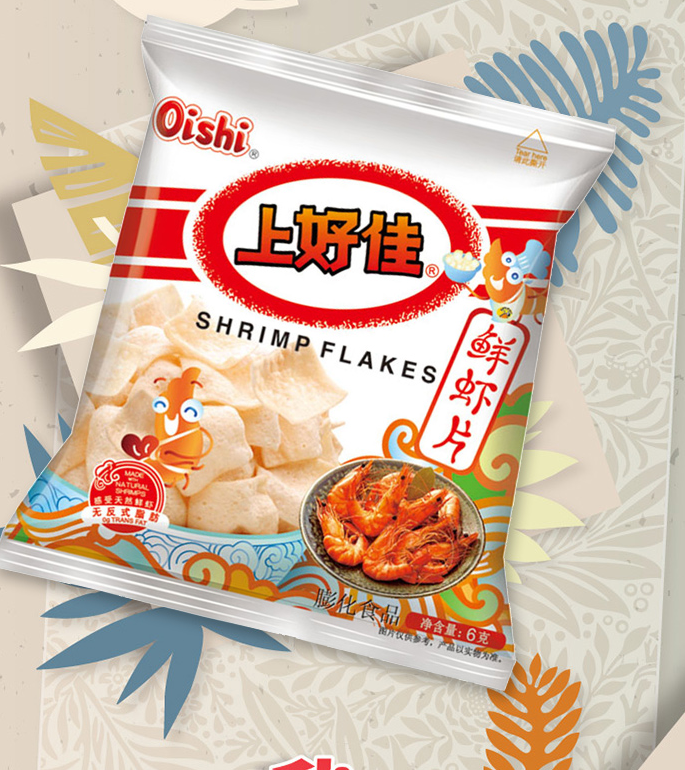 Oishi®
Tear here
请此撕开
上好佳®
SHRIMP FLAKES
鲜虾片
MADE
WITH
NATURAL
SHRIMPS
感受天然鲜虾
无反式脂肪
0g TRANS FAT
膨化食品
净含量:6克
图片仅供参考,产品以实物为准。